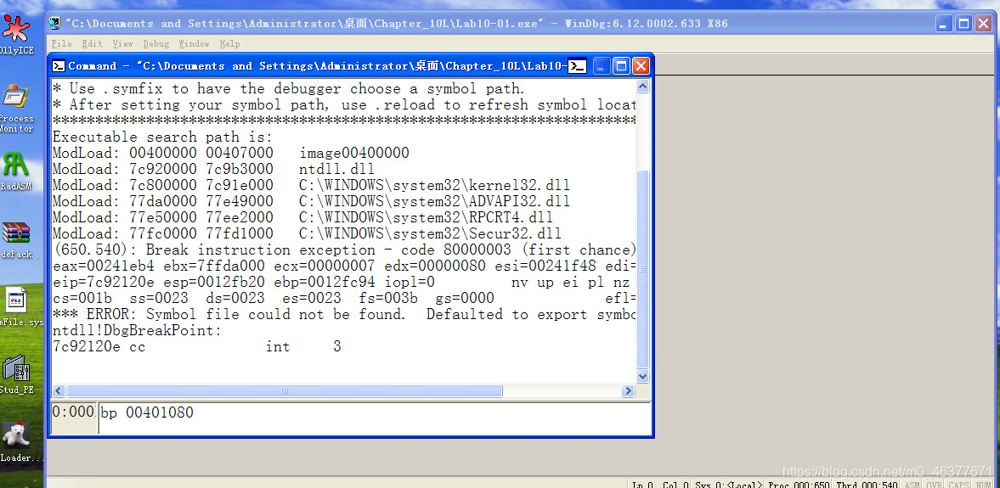 "C:\Documents and Settings\Administrator\桌面\Chapter_10L\Lab10-01.exe" - WinDbg:6.12.0002.633 X86
File Edit View Debug Window Help
Command - "C:\Documents and Settings\Administrator\桌面\Chapter_10L\Lab10-
* Use .symfix to have the debugger choose a symbol path.
* After setting your symbol path, use .reload to refresh symbol locat
*********************************************************************
Executable search path is:
ModLoad: 00400000 00407000   image00400000
ModLoad: 7c920000 7c9b3000   ntdll.dll
ModLoad: 7c800000 7c91e000   C:\WINDOWS\system32\kernel32.dll
ModLoad: 77da0000 77e49000   C:\WINDOWS\system32\ADVAPI32.dll
ModLoad: 77e50000 77ee2000   C:\WINDOWS\system32\RPCRT4.dll
ModLoad: 77fc0000 77fd1000   C:\WINDOWS\system32\Secur32.dll
(650.540): Break instruction exception - code 80000003 (first chance)
eax=00241eb4 ebx=7ffda000 ecx=00000007 edx=00000080 esi=00241f48 edi=
eip=7c92120e esp=0012fb20 ebp=0012fc94 iopl=0         nv up ei pl nz
cs=001b  ss=0023  ds=0023  es=0023  fs=003b  gs=0000             efl=
*** ERROR: Symbol file could not be found.  Defaulted to export symbo
ntdll!DbgBreakPoint:
7c92120e cc              int     3
0:000
bp 00401080
OllyICE
Process
Monitor
RadASM
dePack...
mFile.sys
Stud_PE
Loader...
https://blog.csdn.net/m0_46377671
Ln 0, Col 0 Sys 0:<Local> Proc 000:650 Thrd 000:540 ASM OVR CAPS NUM